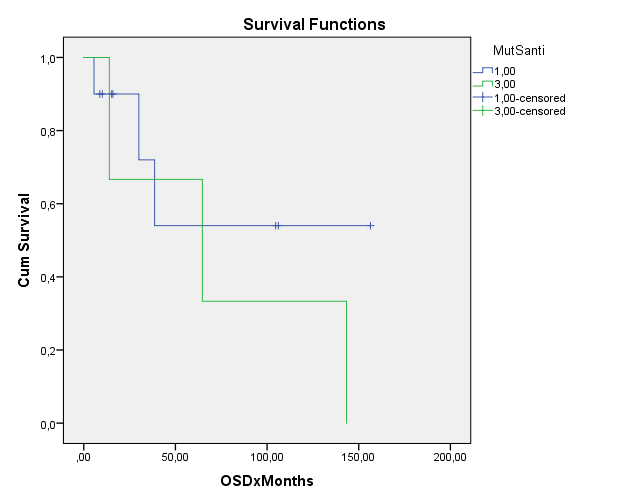 Survival Functions
MutSanti
1,00
3,00
1,00-censored
3,00-censored
1,0
0,8
0,6
0,4
0,2
0,0
Cum Survival
,00
50,00
100,00
150,00
200,00
OSDxMonths